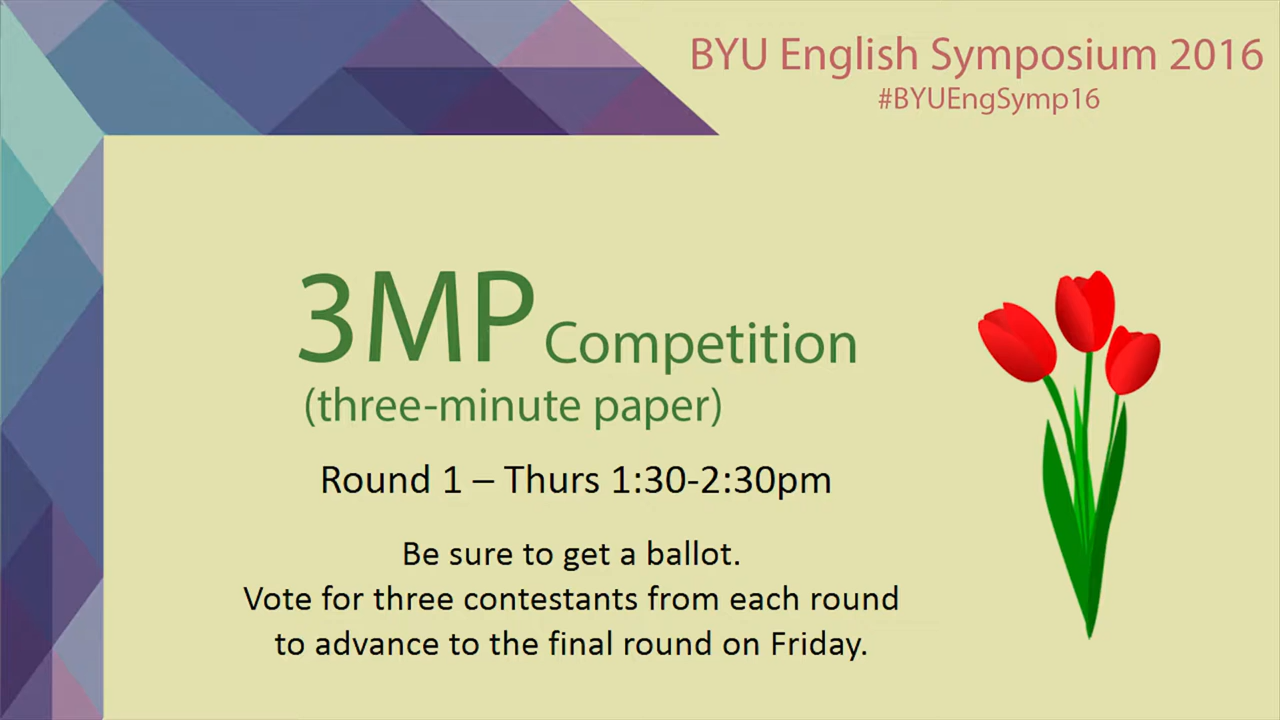 BYU English Symposium 2016
#BYUEngSymp16
3MP Competition
(three-minute paper)
Round 1 – Thurs 1:30-2:30pm
Be sure to get a ballot.
Vote for three contestants from each round
to advance to the final round on Friday.